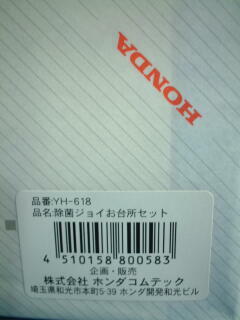 HONDA
品番:YH-618
品名:除菌ジョイお台所セット
4 510158 800583
企画・販売
株式会社 ホンダコムテック
埼玉県和光市本町5-39 ホンダ開発和光ビル